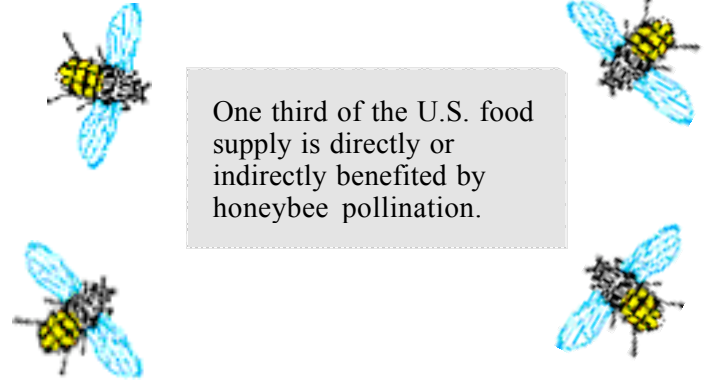 One third of the U.S. food
supply is directly or
indirectly benefited by
honeybee pollination.